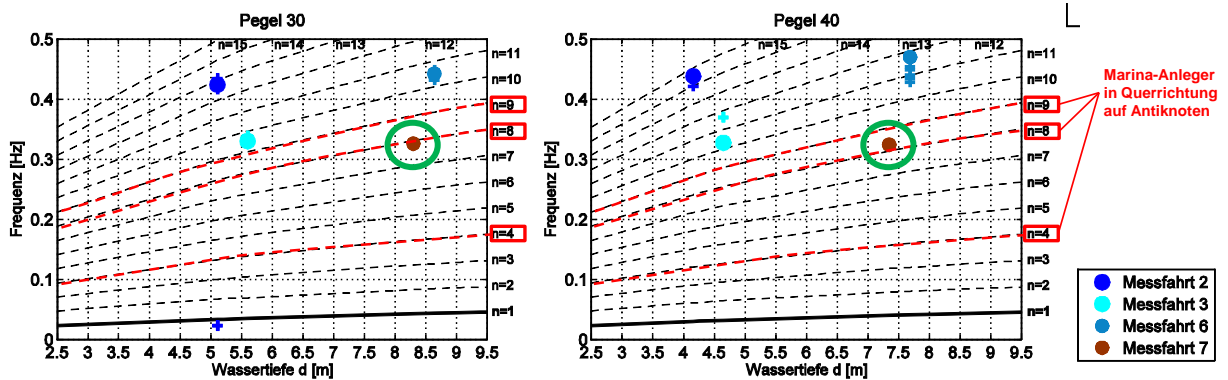 Pegel 30
Frequenz [Hz]
0.5
0.4
0.3
0.2
0.1
0
2.5 3 3.5 4 4.5 5 5.5 6 6.5 7 7.5 8 8.5 9 9.5
Wassertiefe d [m]
n=15 n=14 n=13 n=12
n=11
n=10
n=9
n=8
n=7
n=6
n=5
n=4
n=3
n=2
n=1
Pegel 40
Frequenz [Hz]
0.5
0.4
0.3
0.2
0.1
0
2.5 3 3.5 4 4.5 5 5.5 6 6.5 7 7.5 8 8.5 9 9.5
Wassertiefe d [m]
n=15 n=14 n=13 n=12
n=11
n=10
n=9
n=8
n=7
n=6
n=5
n=4
n=3
n=2
n=1
Marina-Anleger
in Querrichtung
auf Antiknoten
Messfahrt 2
Messfahrt 3
Messfahrt 6
Messfahrt 7